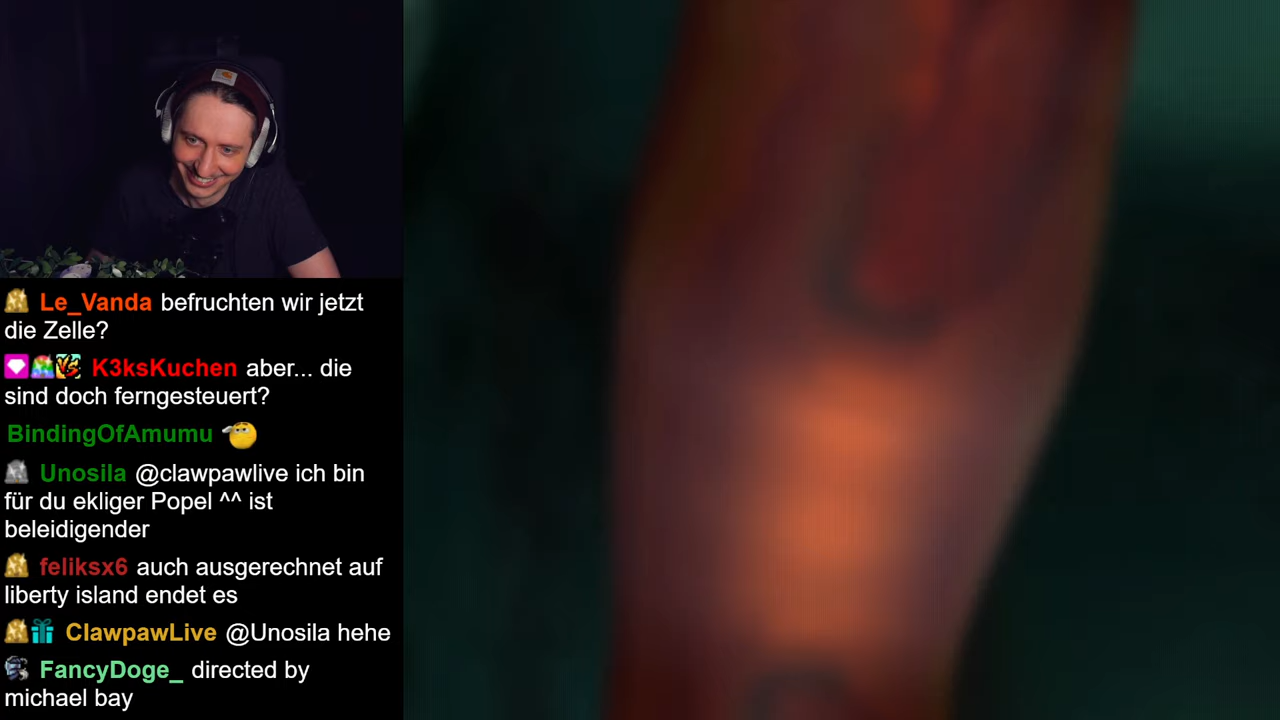 Le_Vanda befruchten wir jetzt
die Zelle?
K3ksKuchen aber... die
sind doch ferngesteuert?
BindingOfAmumu
Unosila @clawpawlive ich bin
für du ekliger Popel ^^ ist
beleidigender
feliksx6 auch ausgerechnet auf
liberty island endet es
ClawpawLive @Unosila hehe
FancyDoge_ directed by
michael bay